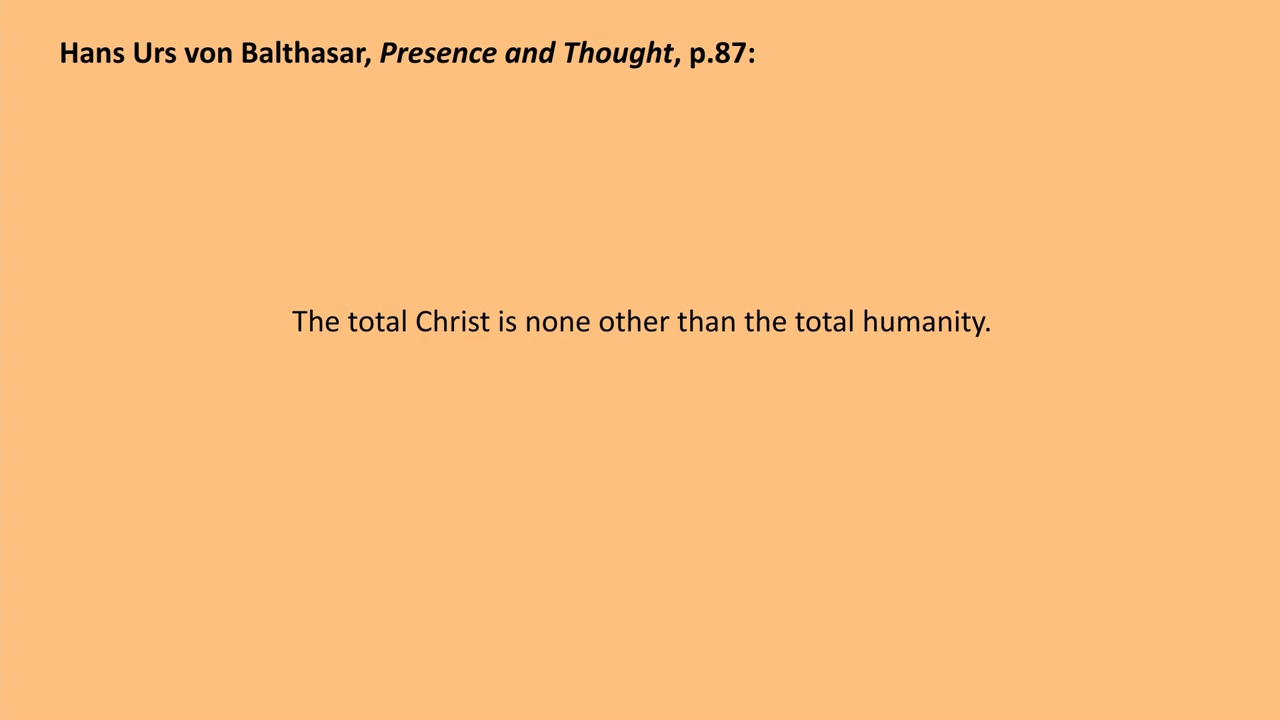 Hans Urs von Balthasar, Presence and Thought, p.87:
The total Christ is none other than the total humanity.